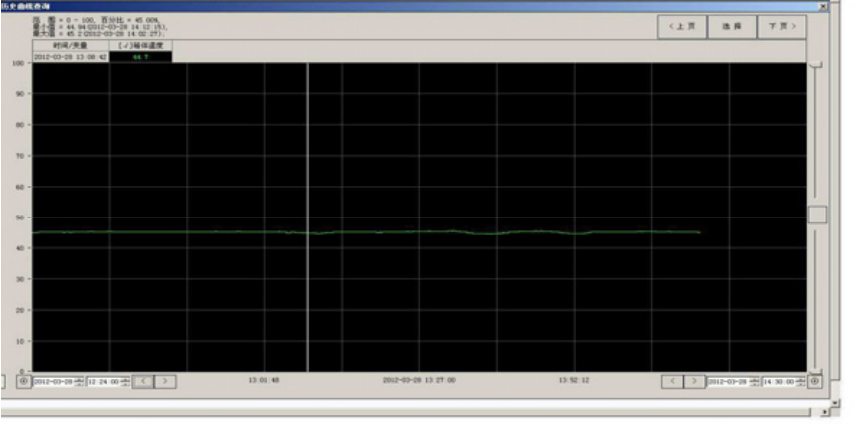 历史曲线查询
范 围 = 0 - 100, 百分比 = 45.00%,
最小值 = 44.94(2012-03-28 14:12:15),
最大值 = 45.2(2012-03-28 14:02:27);
<上页 选择 下页>
时间/变量 [√]箱体温度
2012-03-28 13:08:42 44.7
100
90
80
70
60
50
40
30
20
10
0
2012-03-28 12:24:00 < > 13:01:48 2012-03-28 13:27:00 13:52:12 < > 2012-03-28 14:30:00